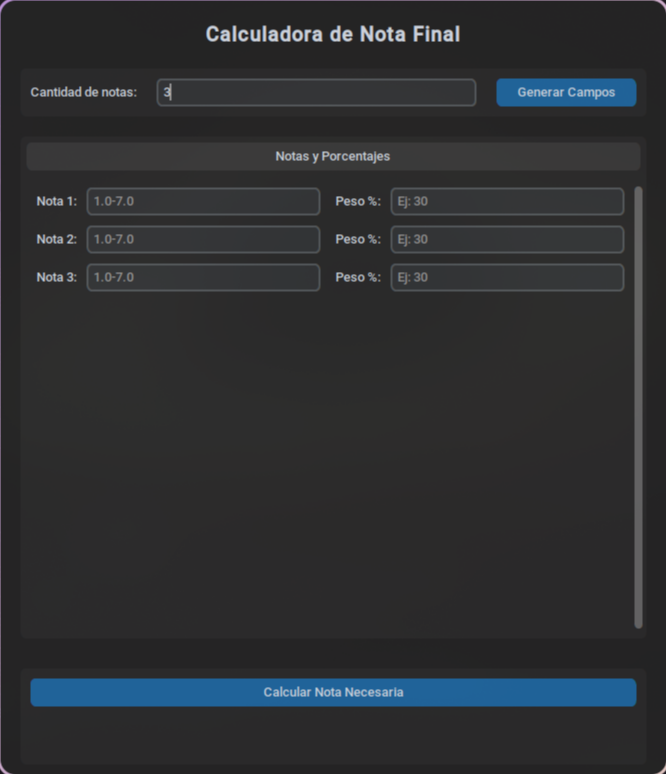 Calculadora de Nota Final
Cantidad de notas: 3 Generar Campos
Notas y Porcentajes
Nota 1: 1.0-7.0 Peso %: Ej: 30
Nota 2: 1.0-7.0 Peso %: Ej: 30
Nota 3: 1.0-7.0 Peso %: Ej: 30
Calcular Nota Necesaria